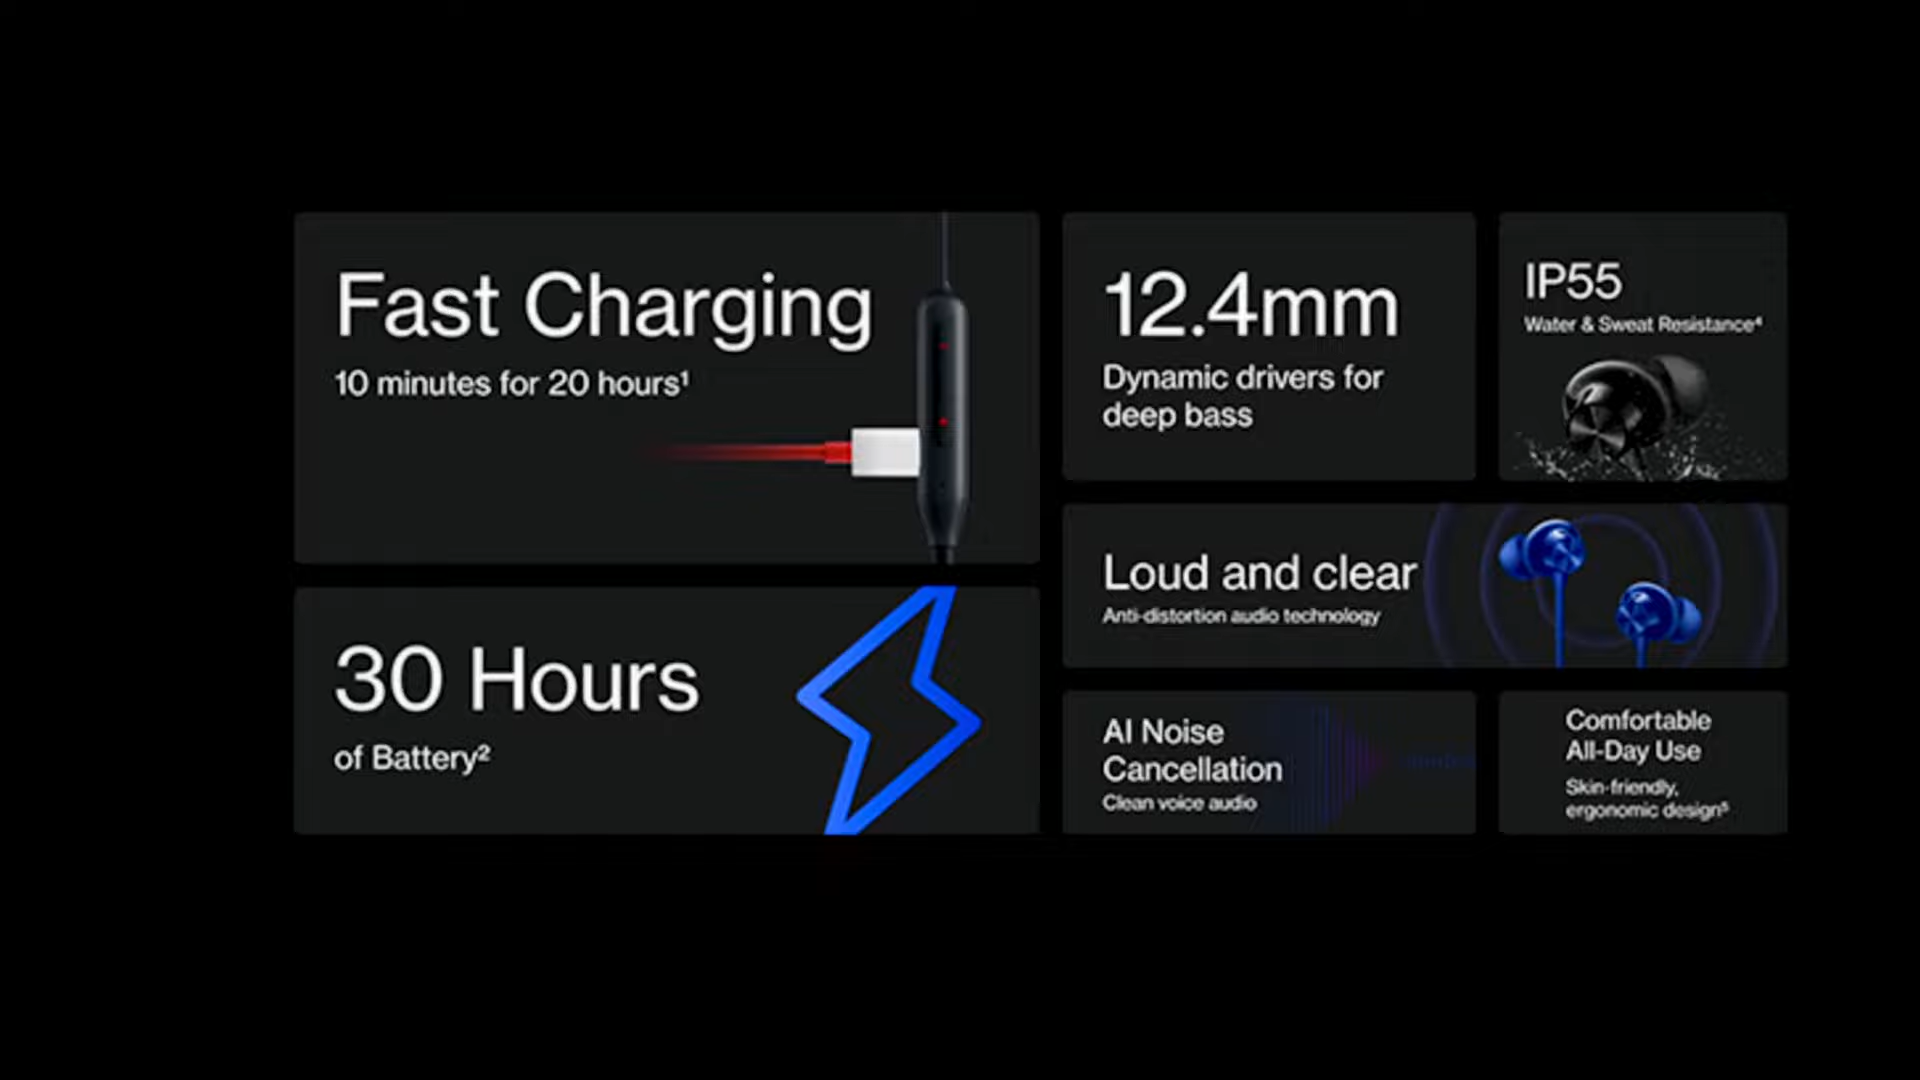 Fast Charging
10 minutes for 20 hours¹
30 Hours
of Battery²
12.4mm
Dynamic drivers for
deep bass
IP55
Water & Sweat Resistance⁴
Loud and clear
Anti-distortion audio technology
AI Noise
Cancellation
Clean voice audio
Comfortable
All-Day Use
Skin-friendly,
ergonomic design⁵